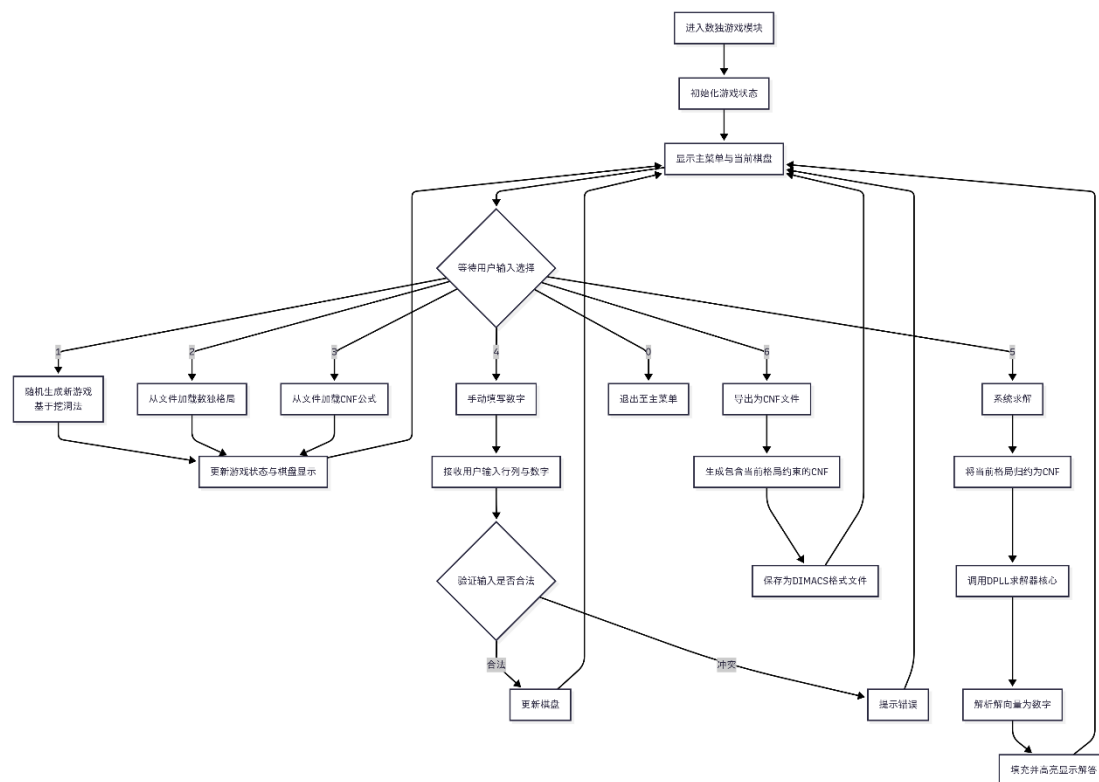 进入数独游戏模块
初始化游戏状态
显示主菜单与当前棋盘
等待用户输入选择
1
2
3
4
0
6
5
随机生成新游戏
基于挖洞法
从文件加载数独格局
从文件加载CNF公式
手动填写数字
退出至主菜单
导出为CNF文件
系统求解
更新游戏状态与棋盘显示
接收用户输入行列与数字
生成包含当前格局约束的CNF
将当前格局归约为CNF
验证输入是否合法
保存为DIMACS格式文件
调用DPLL求解器核心
合法
冲突
更新棋盘
提示错误
解析解向量为数字
填充并高亮显示解答